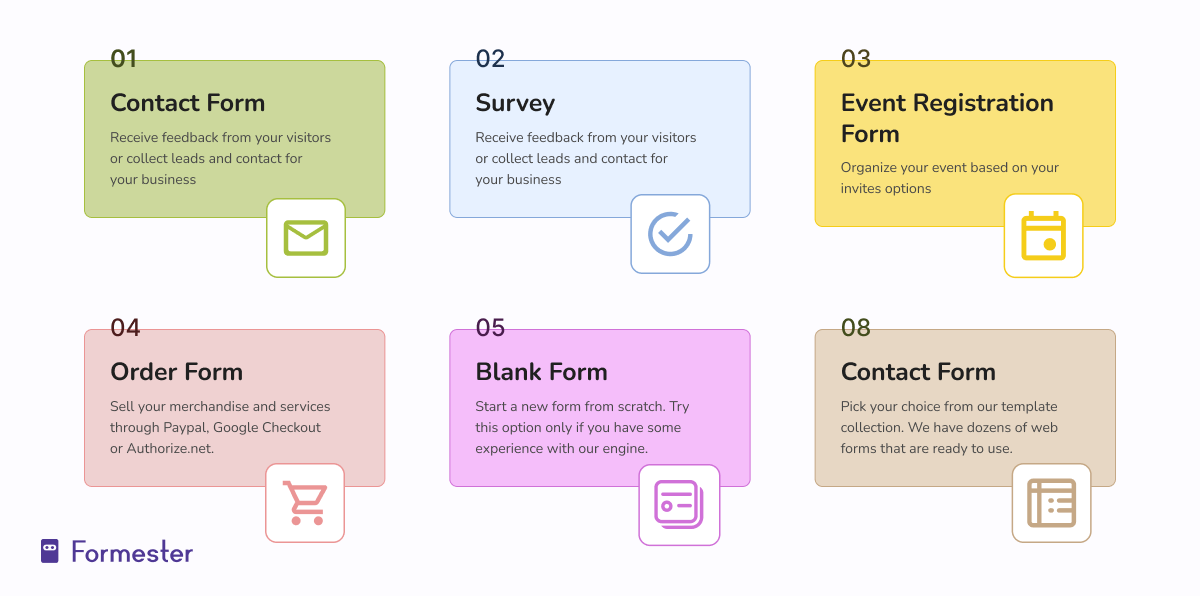 01
Contact Form
Receive feedback from your visitors
or collect leads and contact for
your business
02
Survey
Receive feedback from your visitors
or collect leads and contact for
your business
03
Event Registration
Form
Organize your event based on your
invites options
04
Order Form
Sell your merchandise and services
through Paypal, Google Checkout
or Authorize.net.
05
Blank Form
Start a new form from scratch. Try
this option only if you have some
experience with our engine.
08
Contact Form
Pick your choice from our template
collection. We have dozens of web
forms that are ready to use.
Formester